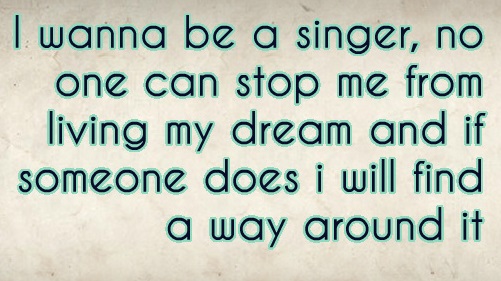 I wanna be a singer, no
one can stop me from
living my dream and if
someone does i will find
a way around it